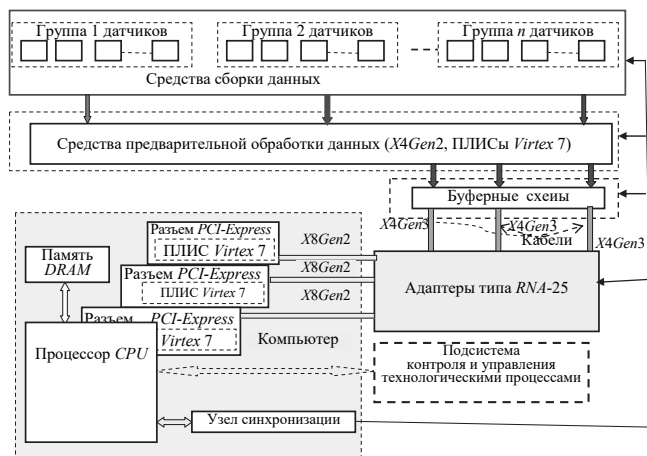 Группа 1 датчиков
Группа 2 датчиков
Группа n датчиков
Средства сборки данных
Средства предварительной обработки данных (X4Gen2, ПЛИСы Virtex 7)
Буферные схеиы
X4Gen3
X4Gen3
Кабели
X4Gen3
Разъем PCI-Express
ПЛИС Virtex 7
X8Gen2
Память
DRAM
Разъем PCI-Express
ПЛИС Virtex 7
X8Gen2
X8Gen2
Адаптеры типа RNA-25
Разъем PCI-Express
Virtex 7
Компьютер
Процессор CPU
Подсистема
контроля и управления
технологическими процессами
Узел синхронизации